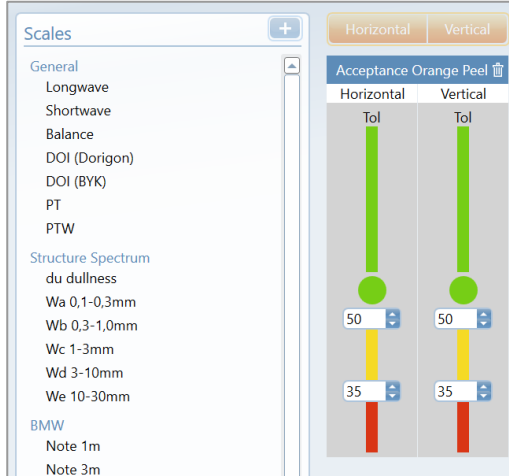 Scales
+
General
Longwave
Shortwave
Balance
DOI (Dorigon)
DOI (BYK)
PT
PTW
Structure Spectrum
du dullness
Wa 0,1-0,3mm
Wb 0,3-1,0mm
Wc 1-3mm
Wd 3-10mm
We 10-30mm
BMW
Note 1m
Note 3m
Horizontal Vertical
Acceptance Orange Peel
Horizontal Vertical
Tol Tol
50 50
35 35